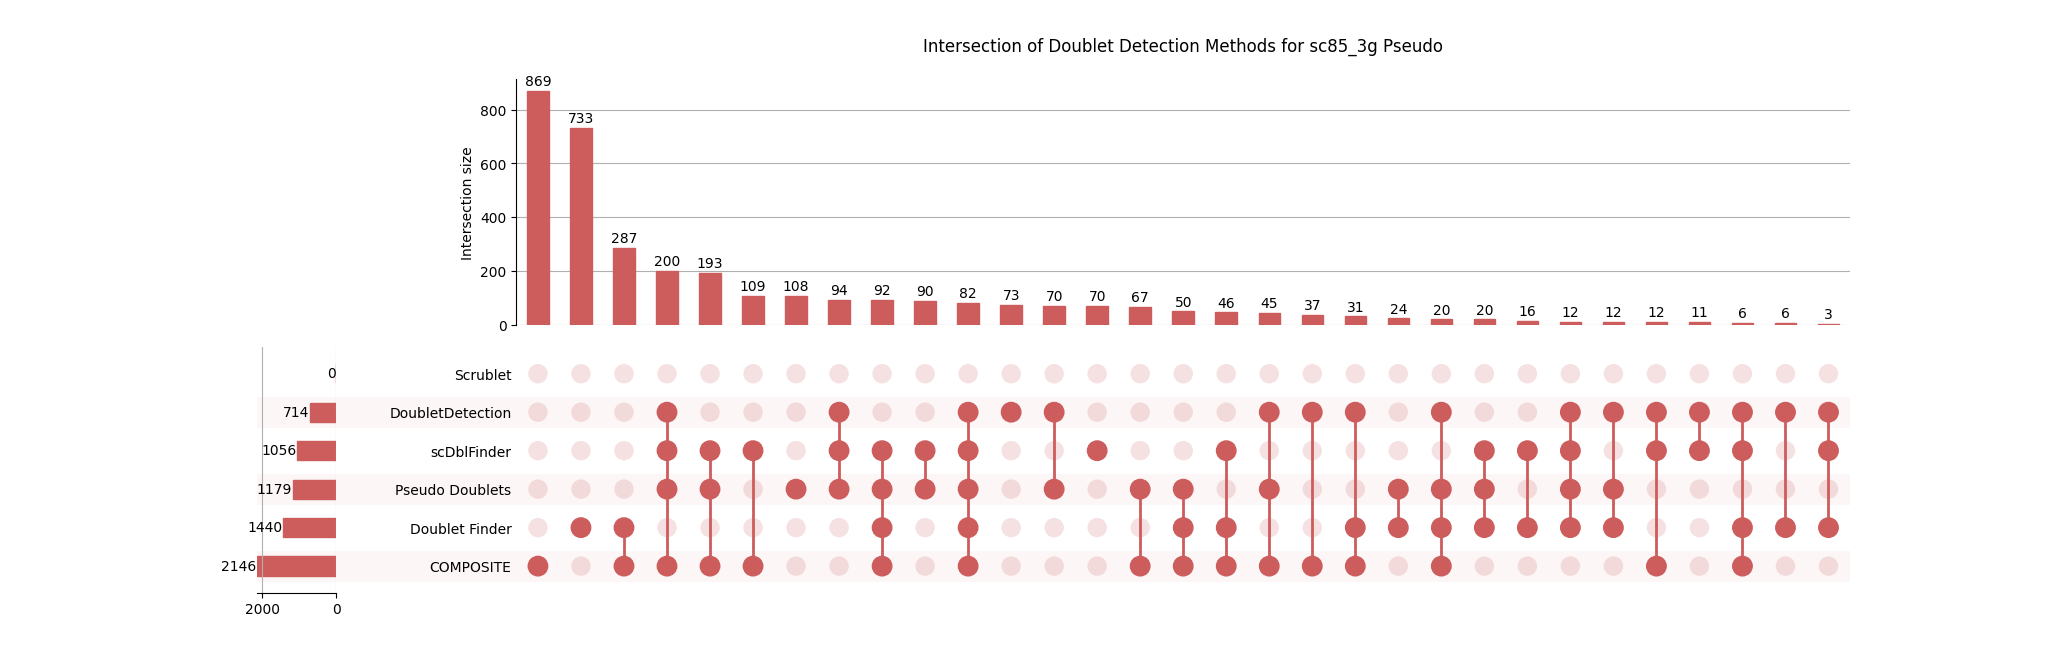 Intersection of Doublet Detection Methods for sc85_3g Pseudo
Intersection size
800
600
400
200
0
869 733 287 200 193 109 108 94 92 90 82 73 70 70 67 50 46 45 37 31 24 20 20 16 12 12 12 11 6 6 3
0 Scrublet
714 DoubletDetection
1056 scDblFinder
1179 Pseudo Doublets
1440 Doublet Finder
2146 COMPOSITE
2000 0